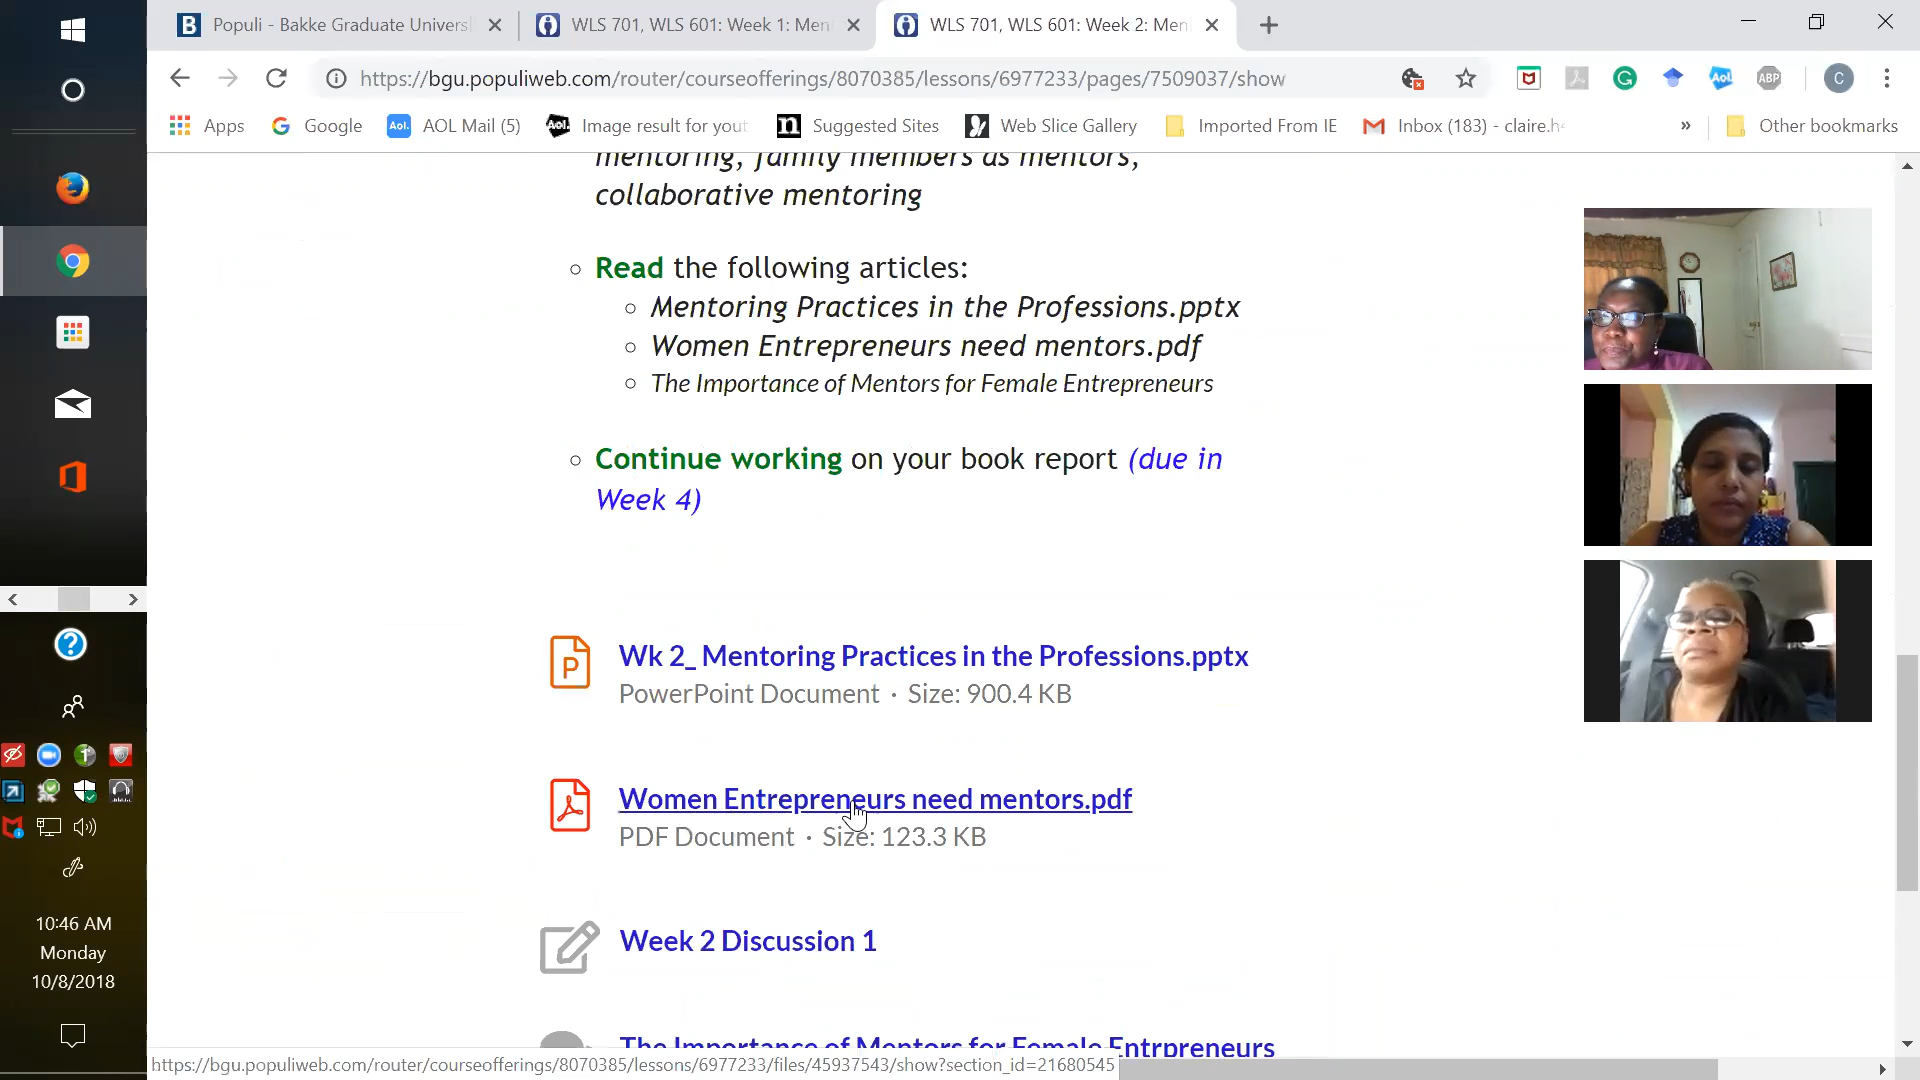 Populi - Bakke Graduate Universi
WLS 701, WLS 601: Week 1: Men
WLS 701, WLS 601: Week 2: Men
https://bgu.populiweb.com/router/courseofferings/8070385/lessons/6977233/pages/7509037/show
Apps
Google
AOL Mail (5)
Image result for yout
Suggested Sites
Web Slice Gallery
Imported From IE
Inbox (183) - claire.h
Other bookmarks
mentoring, family members as mentors,
collaborative mentoring
Read the following articles:
Mentoring Practices in the Professions.pptx
Women Entrepreneurs need mentors.pdf
The Importance of Mentors for Female Entrepreneurs
Continue working on your book report (due in
Week 4)
Wk 2_ Mentoring Practices in the Professions.pptx
PowerPoint Document · Size: 900.4 KB
Women Entrepreneurs need mentors.pdf
PDF Document · Size: 123.3 KB
Week 2 Discussion 1
The Importance of Mentors for Female Entrpreneurs
10:46 AM
Monday
10/8/2018
https://bgu.populiweb.com/router/courseofferings/8070385/lessons/6977233/files/45937543/show?section_id=21680545